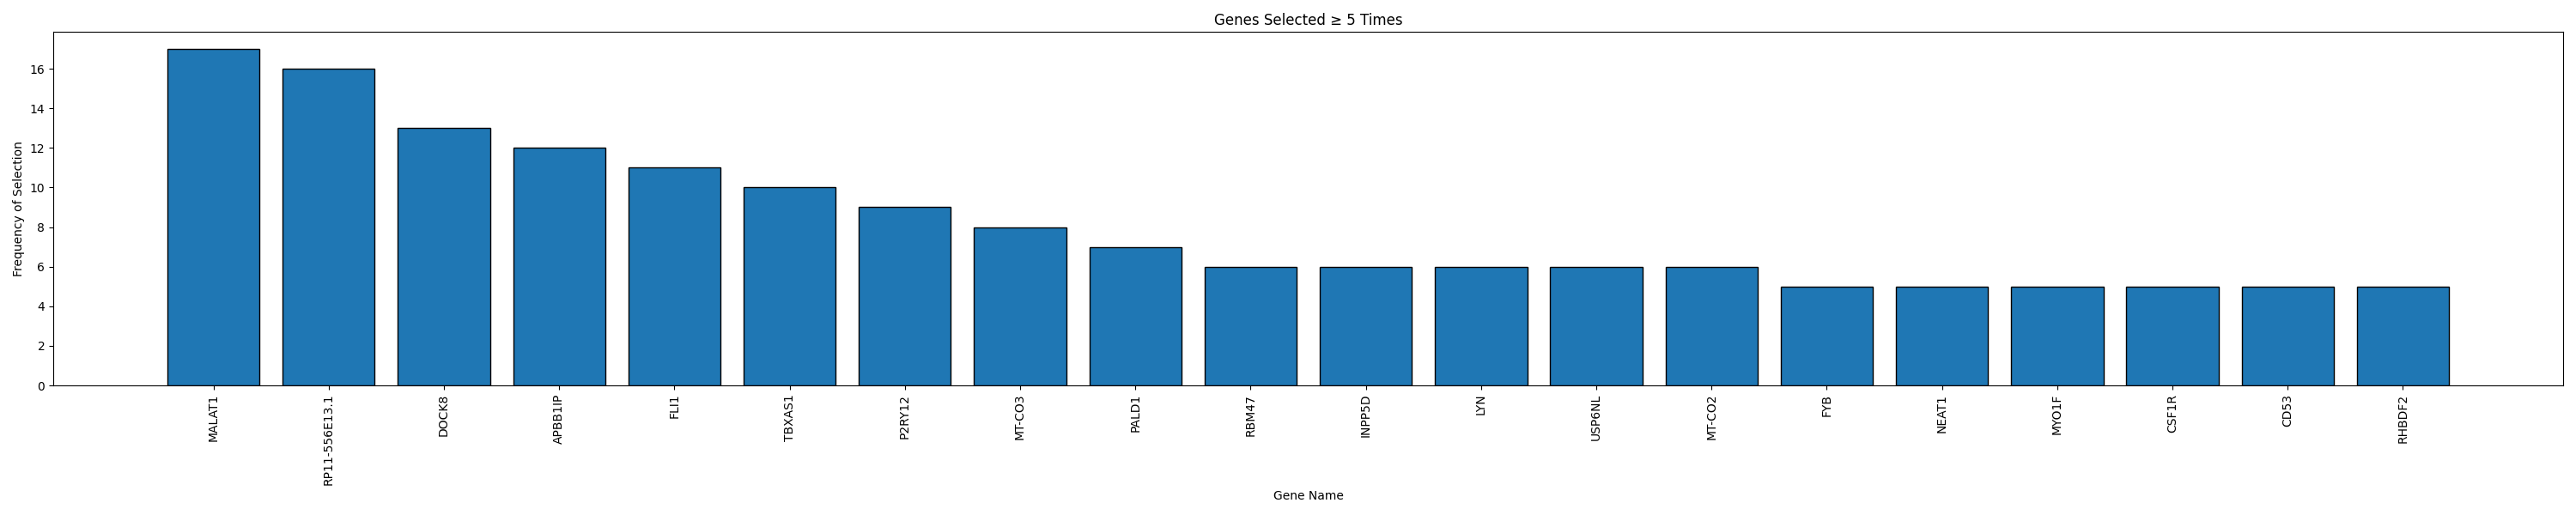 Genes Selected ≥ 5 Times
Frequency of Selection
16
14
12
10
8
6
4
2
0
MALAT1
RP11-556E13.1
DOCK8
APBB1IP
FLI1
TBXAS1
P2RY12
MT-CO3
PALD1
RBM47
INPP5D
LYN
USP6NL
MT-CO2
FYB
NEAT1
MYO1F
CSF1R
CD53
RHBDF2
Gene Name